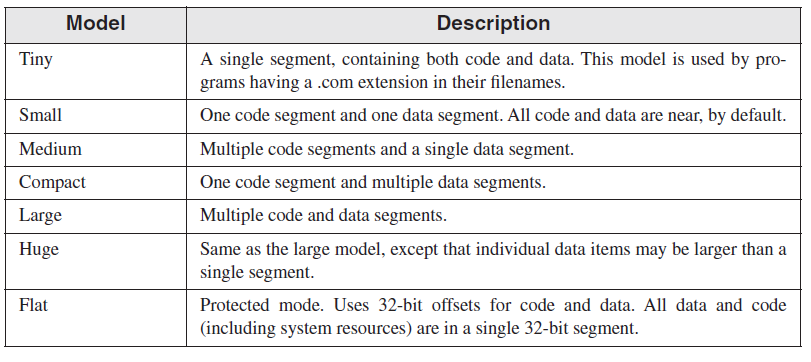 Model Description
Tiny A single segment, containing both code and data. This model is used by pro-
grams having a .com extension in their filenames.
Small One code segment and one data segment. All code and data are near, by default.
Medium Multiple code segments and a single data segment.
Compact One code segment and multiple data segments.
Large Multiple code and data segments.
Huge Same as the large model, except that individual data items may be larger than a
single segment.
Flat Protected mode. Uses 32-bit offsets for code and data. All data and code
(including system resources) are in a single 32-bit segment.